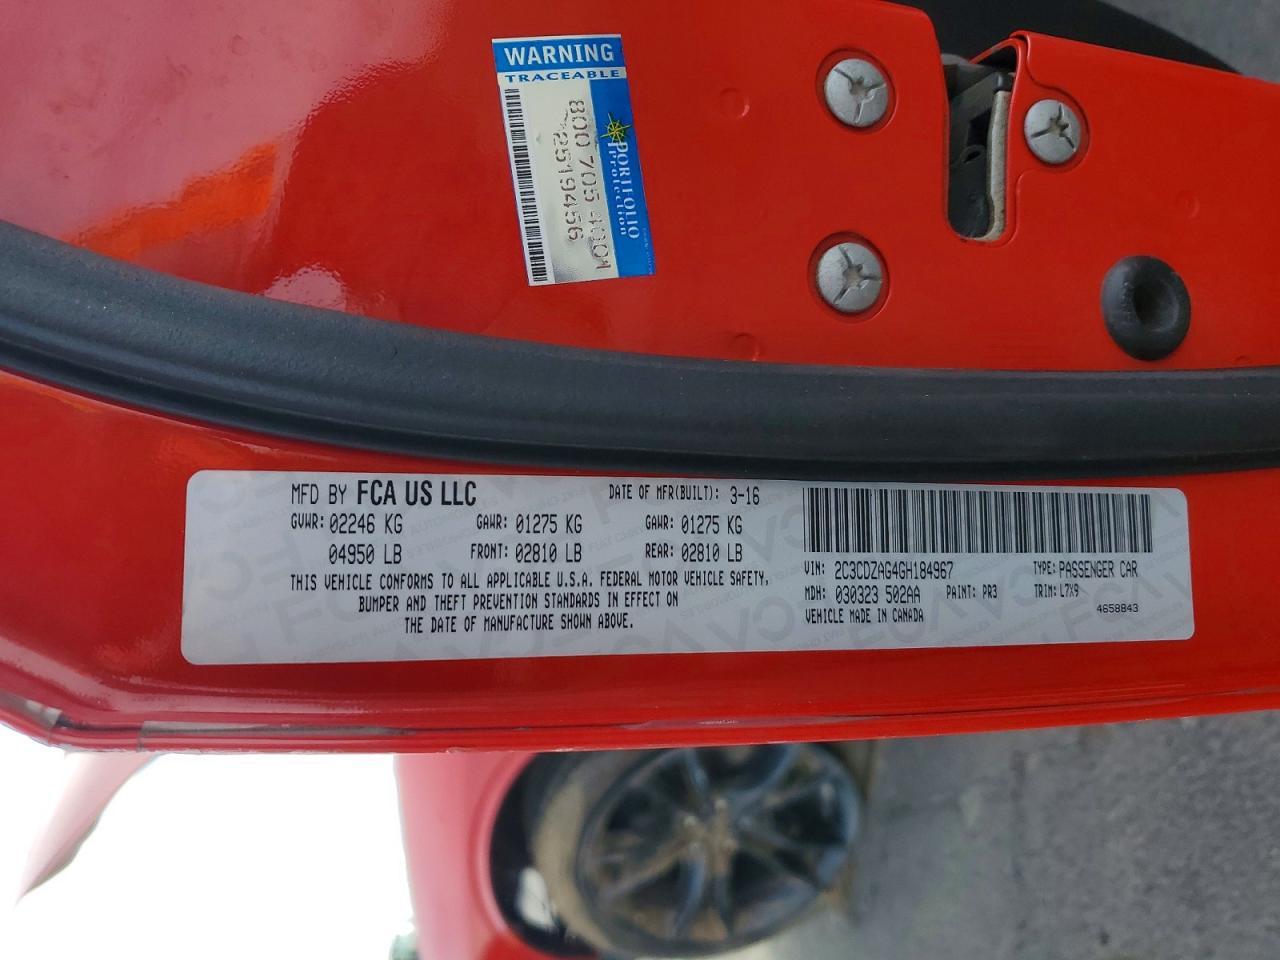 WARNING
TRACEABLE
PORTFOLIO
Protection
800 705 4001
25194956
MFD BY FCA US LLC DATE OF MFR(BUILT): 3-16
GVWR: 02246 KG GAWR: 01275 KG GAWR: 01275 KG
04950 LB FRONT: 02810 LB REAR: 02810 LB
THIS VEHICLE CONFORMS TO ALL APPLICABLE U.S.A. FEDERAL MOTOR VEHICLE SAFETY,
BUMPER AND THEFT PREVENTION STANDARDS IN EFFECT ON
THE DATE OF MANUFACTURE SHOWN ABOVE.
VIN: 2C3CDZAG4GH184967 TYPE: PASSENGER CAR
MDH: 030323 502AA PAINT: PR3 TRIM: L7X9
VEHICLE MADE IN CANADA 4658843